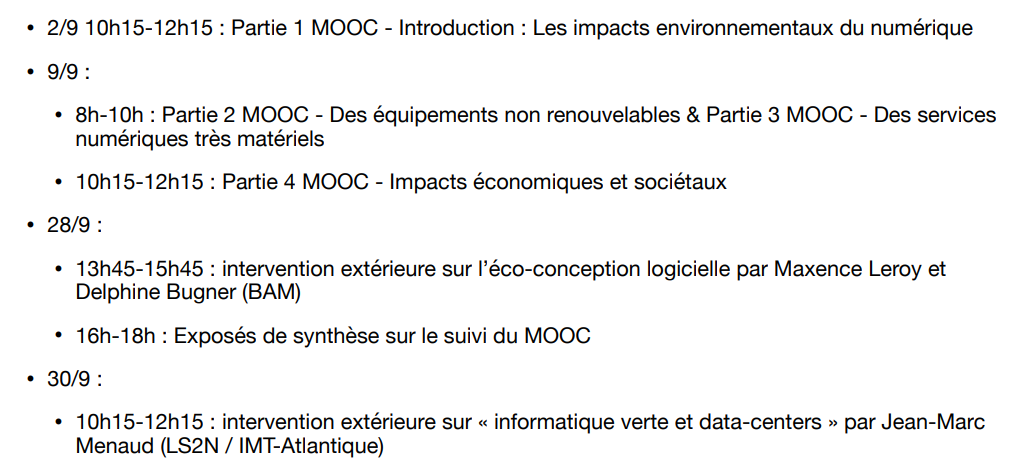 • 2/9 10h15-12h15 : Partie 1 MOOC - Introduction : Les impacts environnementaux du numérique
• 9/9 :
• 8h-10h : Partie 2 MOOC - Des équipements non renouvelables & Partie 3 MOOC - Des services
numériques très matériels
• 10h15-12h15 : Partie 4 MOOC - Impacts économiques et sociétaux
• 28/9 :
• 13h45-15h45 : intervention extérieure sur l’éco-conception logicielle par Maxence Leroy et
Delphine Bugner (BAM)
• 16h-18h : Exposés de synthèse sur le suivi du MOOC
• 30/9 :
• 10h15-12h15 : intervention extérieure sur « informatique verte et data-centers » par Jean-Marc
Menaud (LS2N / IMT-Atlantique)